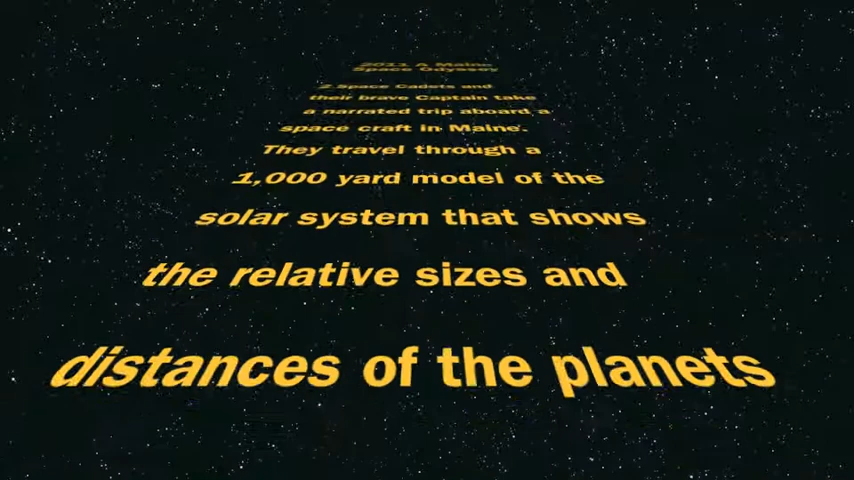 2011 A Maine
Space Odyssey
2 Space Cadets and
their brave Captain take
a narrated trip aboard a
space craft in Maine.
They travel through a
1,000 yard model of the
solar system that shows
the relative sizes and
distances of the planets